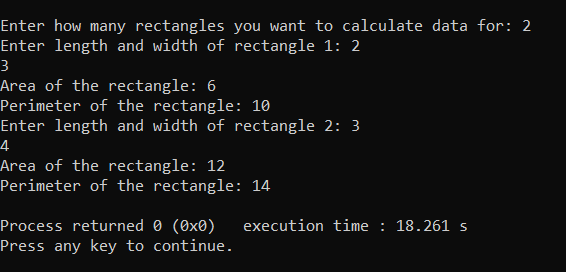 Enter how many rectangles you want to calculate data for: 2
Enter length and width of rectangle 1: 2
3
Area of the rectangle: 6
Perimeter of the rectangle: 10
Enter length and width of rectangle 2: 3
4
Area of the rectangle: 12
Perimeter of the rectangle: 14
Process returned 0 (0x0)   execution time : 18.261 s
Press any key to continue.